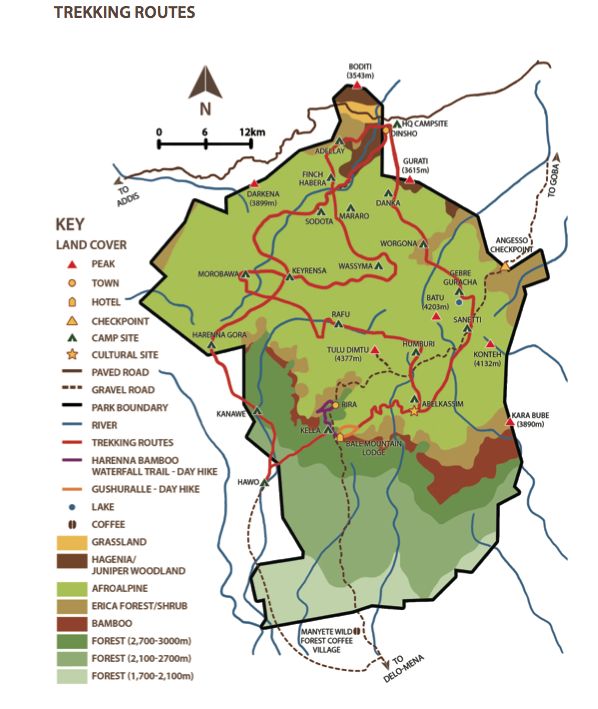 TREKKING ROUTES
BODITI
(3543m)
N
0 6 12km
HQ CAMPSITE
DINSHO
ADELLAY
GURATI
(3615m)
FINCH
HABERA
TO
ADDIS
DARKENA
(3899m)
DANKA
TO GOBA
MARARO
SODOTA
KEY
LAND COVER
WORGONA
ANGESSO
CHECKPOINT
PEAK
TOWN
HOTEL
CHECKPOINT
CAMP SITE
CULTURAL SITE
PAVED ROAD
GRAVEL ROAD
PARK BOUNDARY
RIVER
TREKKING ROUTES
HARENNA BAMBOO
WATERFALL TRAIL - DAY HIKE
GUSHURALLE - DAY HIKE
LAKE
COFFEE
GRASSLAND
HAGENIA/
JUNIPER WOODLAND
AFROALPINE
ERICA FOREST/SHRUB
BAMBOO
FOREST (2,700-3000m)
FOREST (2,100-2700m)
FOREST (1,700-2,100m)
MOROBAWA
KEYRENSA
WASSYMA
GEBRE
GURACHA
BATU
(4203m)
SANETTI
RAFU
HARENNA GORA
TULU DIMTU
(4377m)
HUMBURI
KONTEH
(4132m)
RIRA
ABELKASSIM
KANAWE
KARA BUBE
(3890m)
KELLA
BALE MOUNTAIN
LODGE
HAWO
MANYETE WILD
FOREST COFFEE
VILLAGE
TO
DELO-MENA